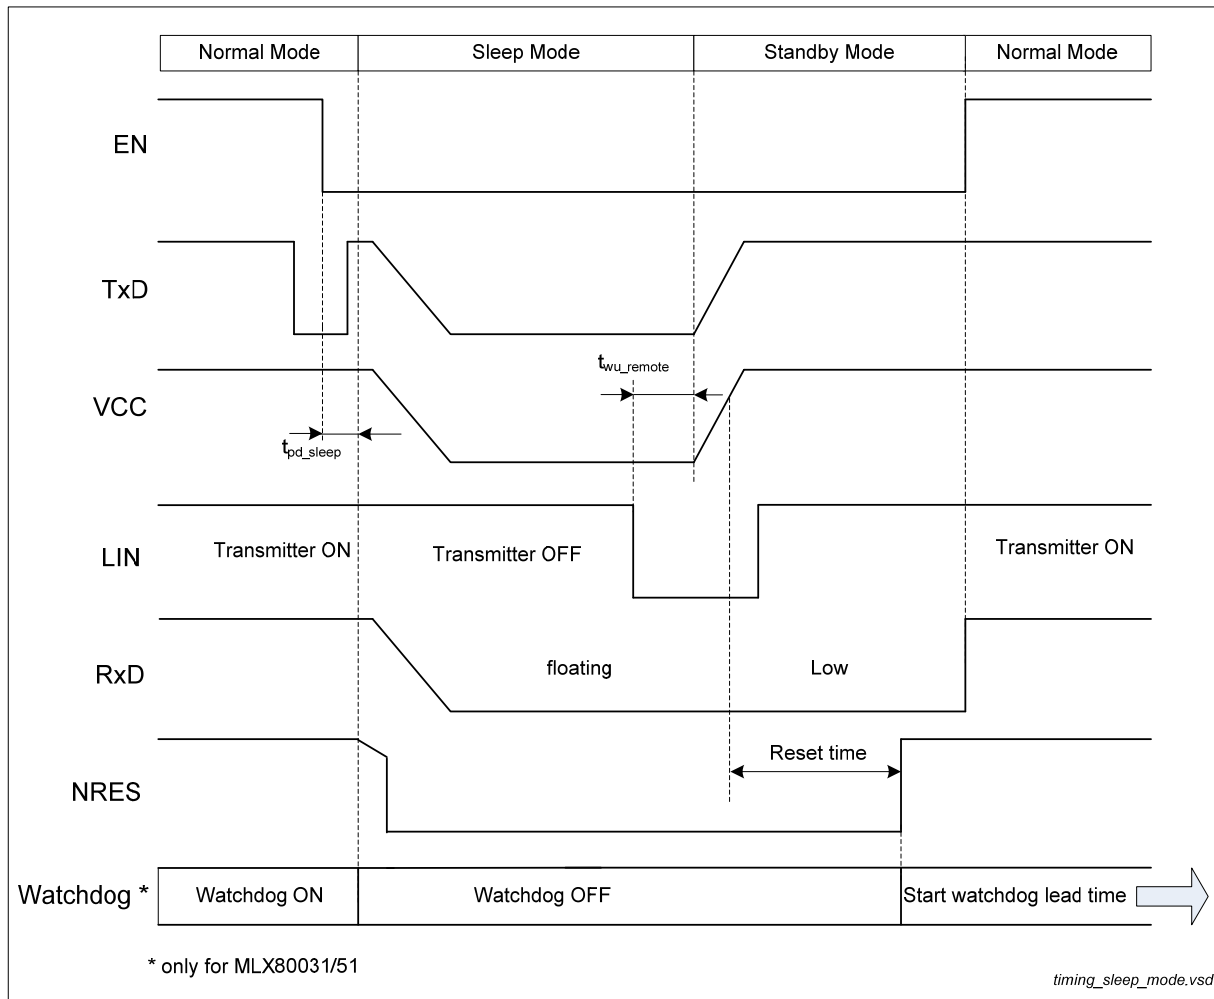 Normal Mode Sleep Mode Standby Mode Normal Mode
EN
TxD
twu_remote
VCC
tpd_sleep
LIN
Transmitter ON Transmitter OFF Transmitter ON
RxD
floating Low
Reset time
NRES
Watchdog * Watchdog ON Watchdog OFF Start watchdog lead time
* only for MLX80031/51
timing_sleep_mode.vsd